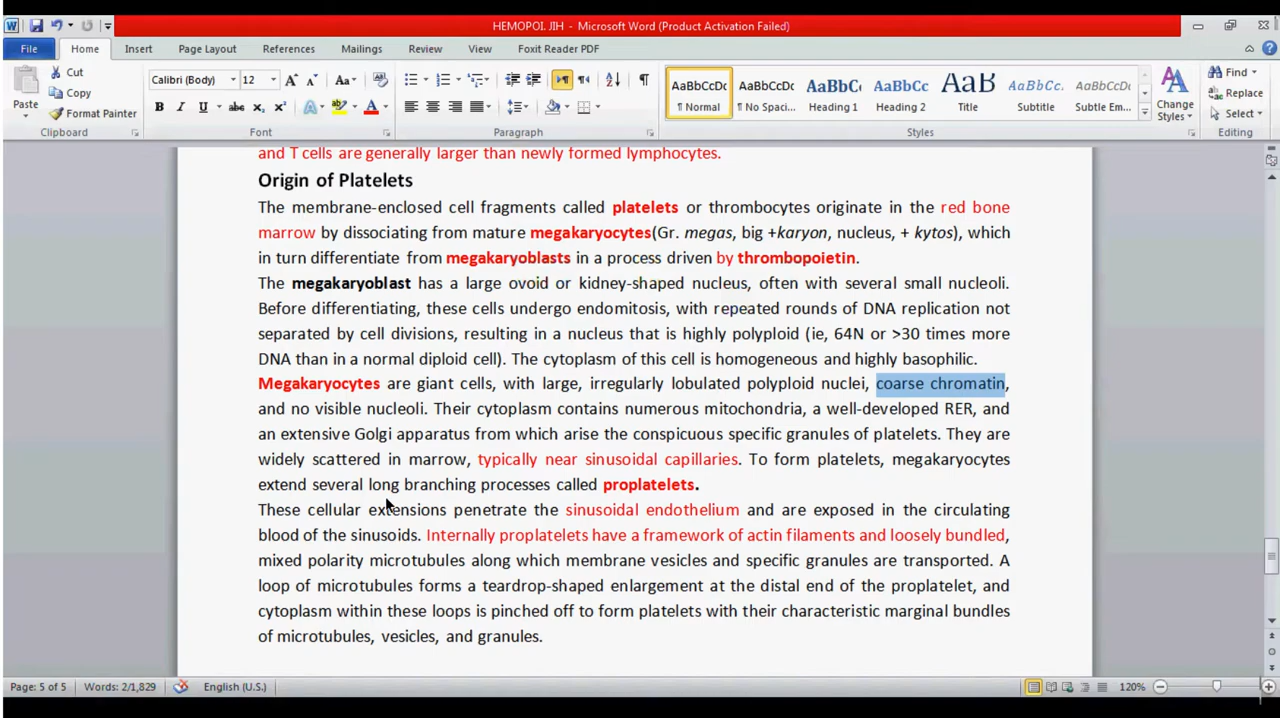 HEMOPOI. JIH - Microsoft Word (Product Activation Failed)
File Home Insert Page Layout References Mailings Review View Foxit Reader PDF
Paste Cut Copy Format Painter
Calibri (Body) 12
AaBbCcDc AaBbCcDc AaBbC AaBbCc AaB AaBbCc. AaBbCcDc
¶ Normal ¶ No Spaci... Heading 1 Heading 2 Title Subtitle Subtle Em...
Change Styles
Find Replace Select
Clipboard Font Paragraph Styles Editing
and T cells are generally larger than newly formed lymphocytes.
Origin of Platelets
The membrane-enclosed cell fragments called platelets or thrombocytes originate in the red bone
marrow by dissociating from mature megakaryocytes(Gr. megas, big +karyon, nucleus, + kytos), which
in turn differentiate from megakaryoblasts in a process driven by thrombopoietin.
The megakaryoblast has a large ovoid or kidney-shaped nucleus, often with several small nucleoli.
Before differentiating, these cells undergo endomitosis, with repeated rounds of DNA replication not
separated by cell divisions, resulting in a nucleus that is highly polyploid (ie, 64N or >30 times more
DNA than in a normal diploid cell). The cytoplasm of this cell is homogeneous and highly basophilic.
Megakaryocytes are giant cells, with large, irregularly lobulated polyploid nuclei, coarse chromatin,
and no visible nucleoli. Their cytoplasm contains numerous mitochondria, a well-developed RER, and
an extensive Golgi apparatus from which arise the conspicuous specific granules of platelets. They are
widely scattered in marrow, typically near sinusoidal capillaries. To form platelets, megakaryocytes
extend several long branching processes called proplatelets.
These cellular extensions penetrate the sinusoidal endothelium and are exposed in the circulating
blood of the sinusoids. Internally proplatelets have a framework of actin filaments and loosely bundled,
mixed polarity microtubules along which membrane vesicles and specific granules are transported. A
loop of microtubules forms a teardrop-shaped enlargement at the distal end of the proplatelet, and
cytoplasm within these loops is pinched off to form platelets with their characteristic marginal bundles
of microtubules, vesicles, and granules.
Page: 5 of 5 Words: 2/1,829 English (U.S.) 120%